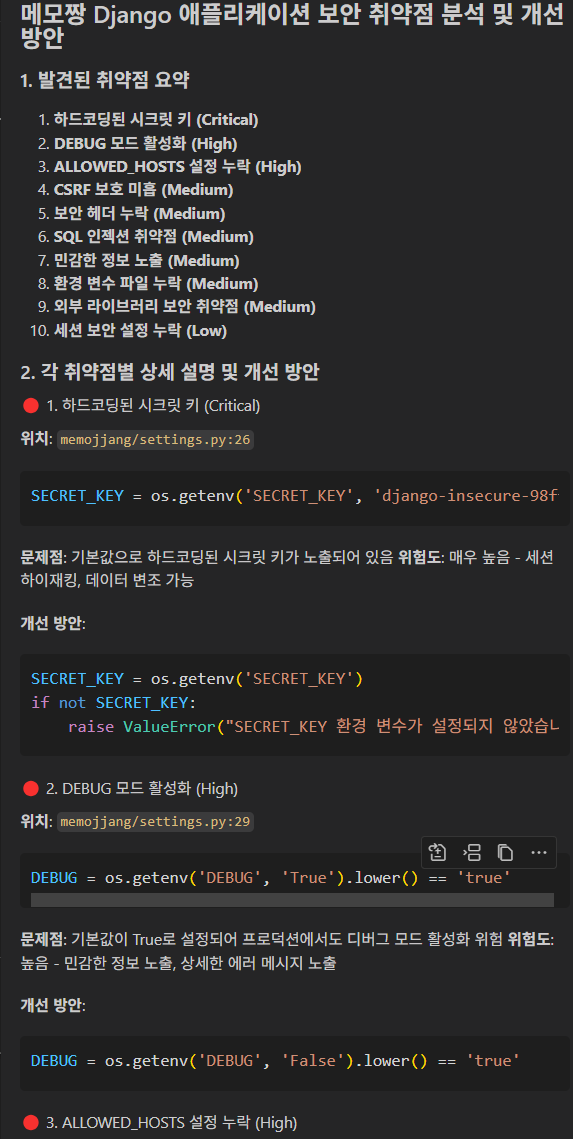 메모짱 Django 애플리케이션 보안 취약점 분석 및 개선
방안
1. 발견된 취약점 요약
1. 하드코딩된 시크릿 키 (Critical)
2. DEBUG 모드 활성화 (High)
3. ALLOWED_HOSTS 설정 누락 (High)
4. CSRF 보호 미흡 (Medium)
5. 보안 헤더 누락 (Medium)
6. SQL 인젝션 취약점 (Medium)
7. 민감한 정보 노출 (Medium)
8. 환경 변수 파일 누락 (Medium)
9. 외부 라이브러리 보안 취약점 (Medium)
10. 세션 보안 설정 누락 (Low)
2. 각 취약점별 상세 설명 및 개선 방안
1. 하드코딩된 시크릿 키 (Critical)
위치: memojjang/settings.py:26
SECRET_KEY = os.getenv('SECRET_KEY', 'django-insecure-98f
문제점: 기본값으로 하드코딩된 시크릿 키가 노출되어 있음 위험도: 매우 높음 - 세션
하이재킹, 데이터 변조 가능
개선 방안:
SECRET_KEY = os.getenv('SECRET_KEY')
if not SECRET_KEY:
raise ValueError("SECRET_KEY 환경 변수가 설정되지 않았습
2. DEBUG 모드 활성화 (High)
위치: memojjang/settings.py:29
DEBUG = os.getenv('DEBUG', 'True').lower() == 'true'
문제점: 기본값이 True로 설정되어 프로덕션에서도 디버그 모드 활성화 위험 위험도:
높음 - 민감한 정보 노출, 상세한 에러 메시지 노출
개선 방안:
DEBUG = os.getenv('DEBUG', 'False').lower() == 'true'
3. ALLOWED_HOSTS 설정 누락 (High)